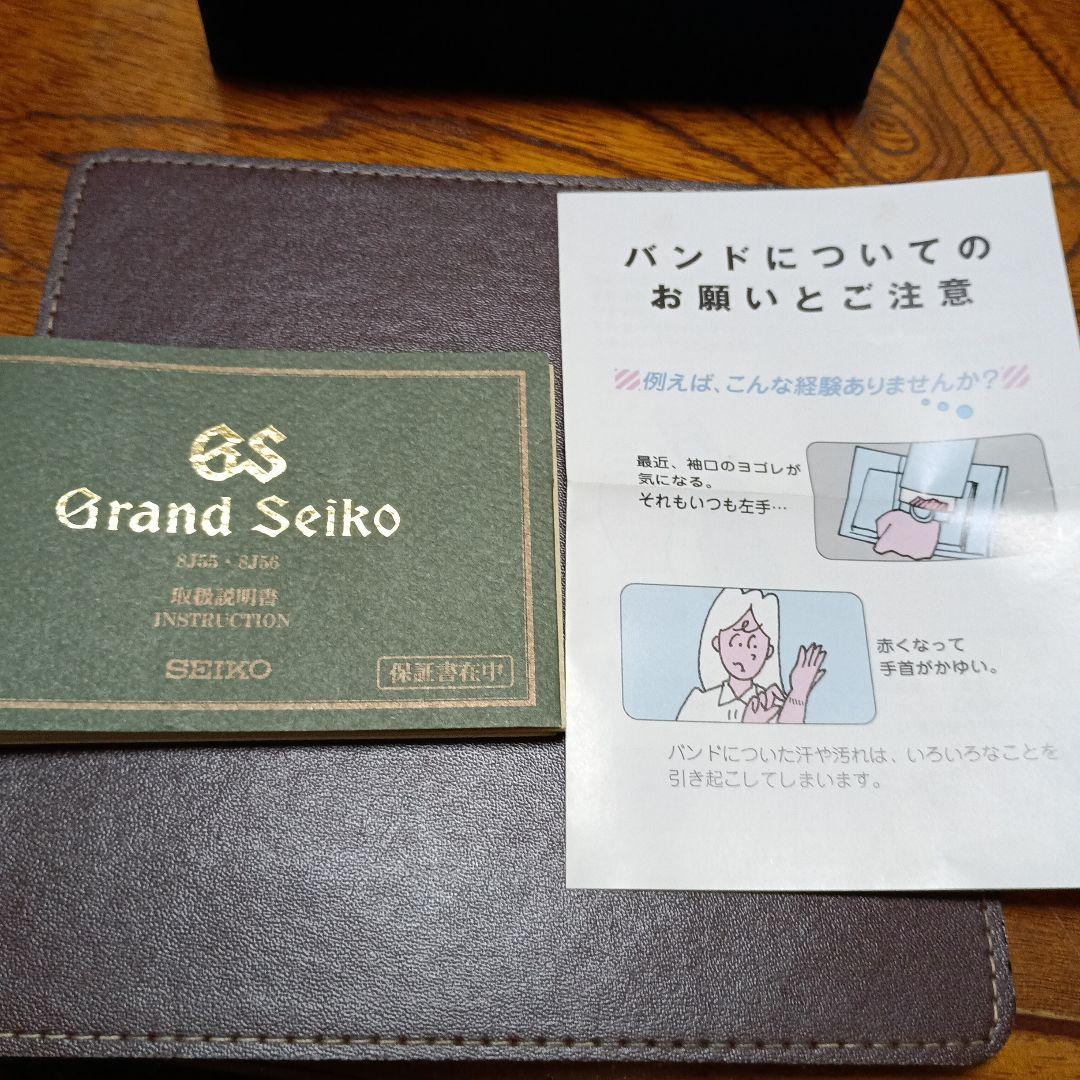 GS
Grand Seiko
8J55・8J56
取扱説明書
INSTRUCTION
SEIKO
保証書在中
バンドについての
お願いとご注意
例えば、こんな経験ありませんか？
最近、袖口のヨゴレが
気になる。
それもいつも左手…
赤くなって
手首がかゆい。
バンドについた汗や汚れは、いろいろなことを
引き起こしてしまいます。